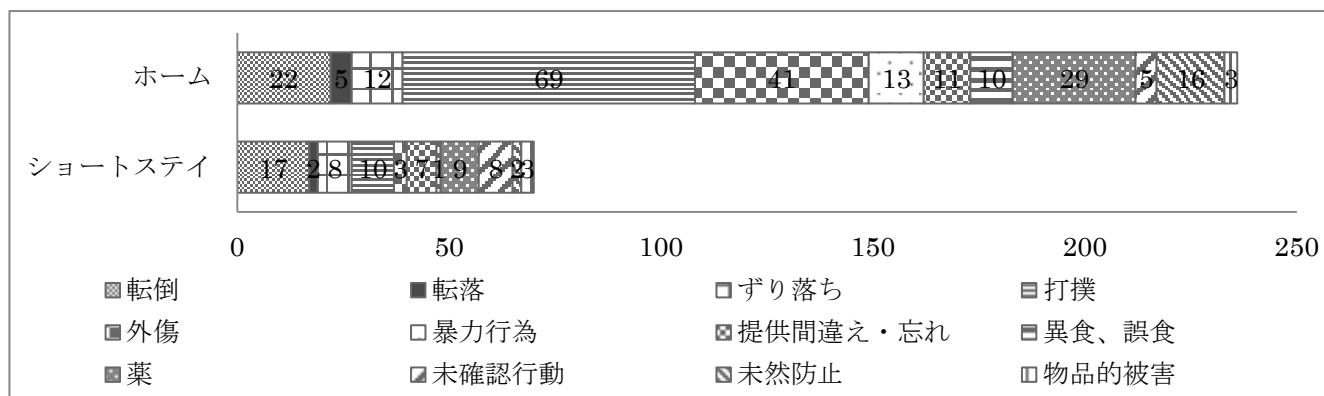 ホーム
22 5 12 69 41 13 11 10 29 5 16 3
ショートステイ
17 2 8 10 3 7 1 9 8 2 3
0 50 100 150 200 250
転倒 転落 ずり落ち 打撲
外傷 暴力行為 提供間違え・忘れ 異食、誤食
薬 未確認行動 未然防止 物品的被害